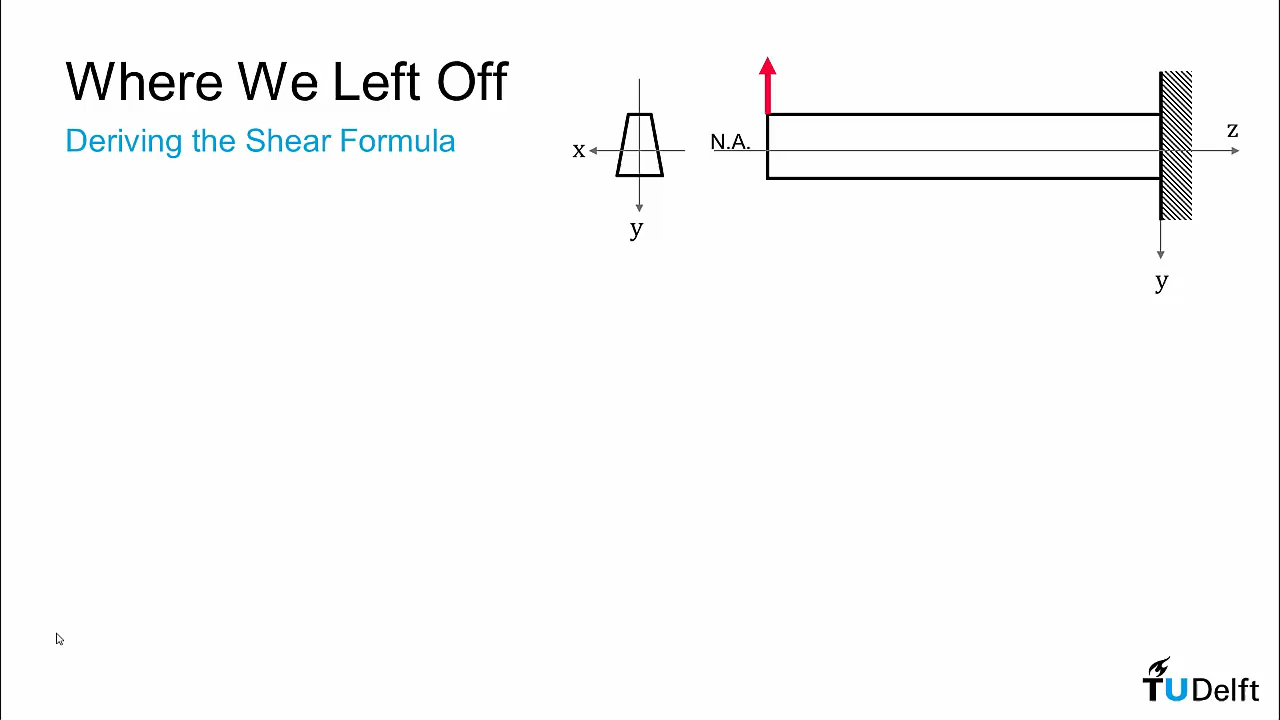 Where We Left Off
Deriving the Shear Formula
x
y
N.A.
z
y
TUDelft